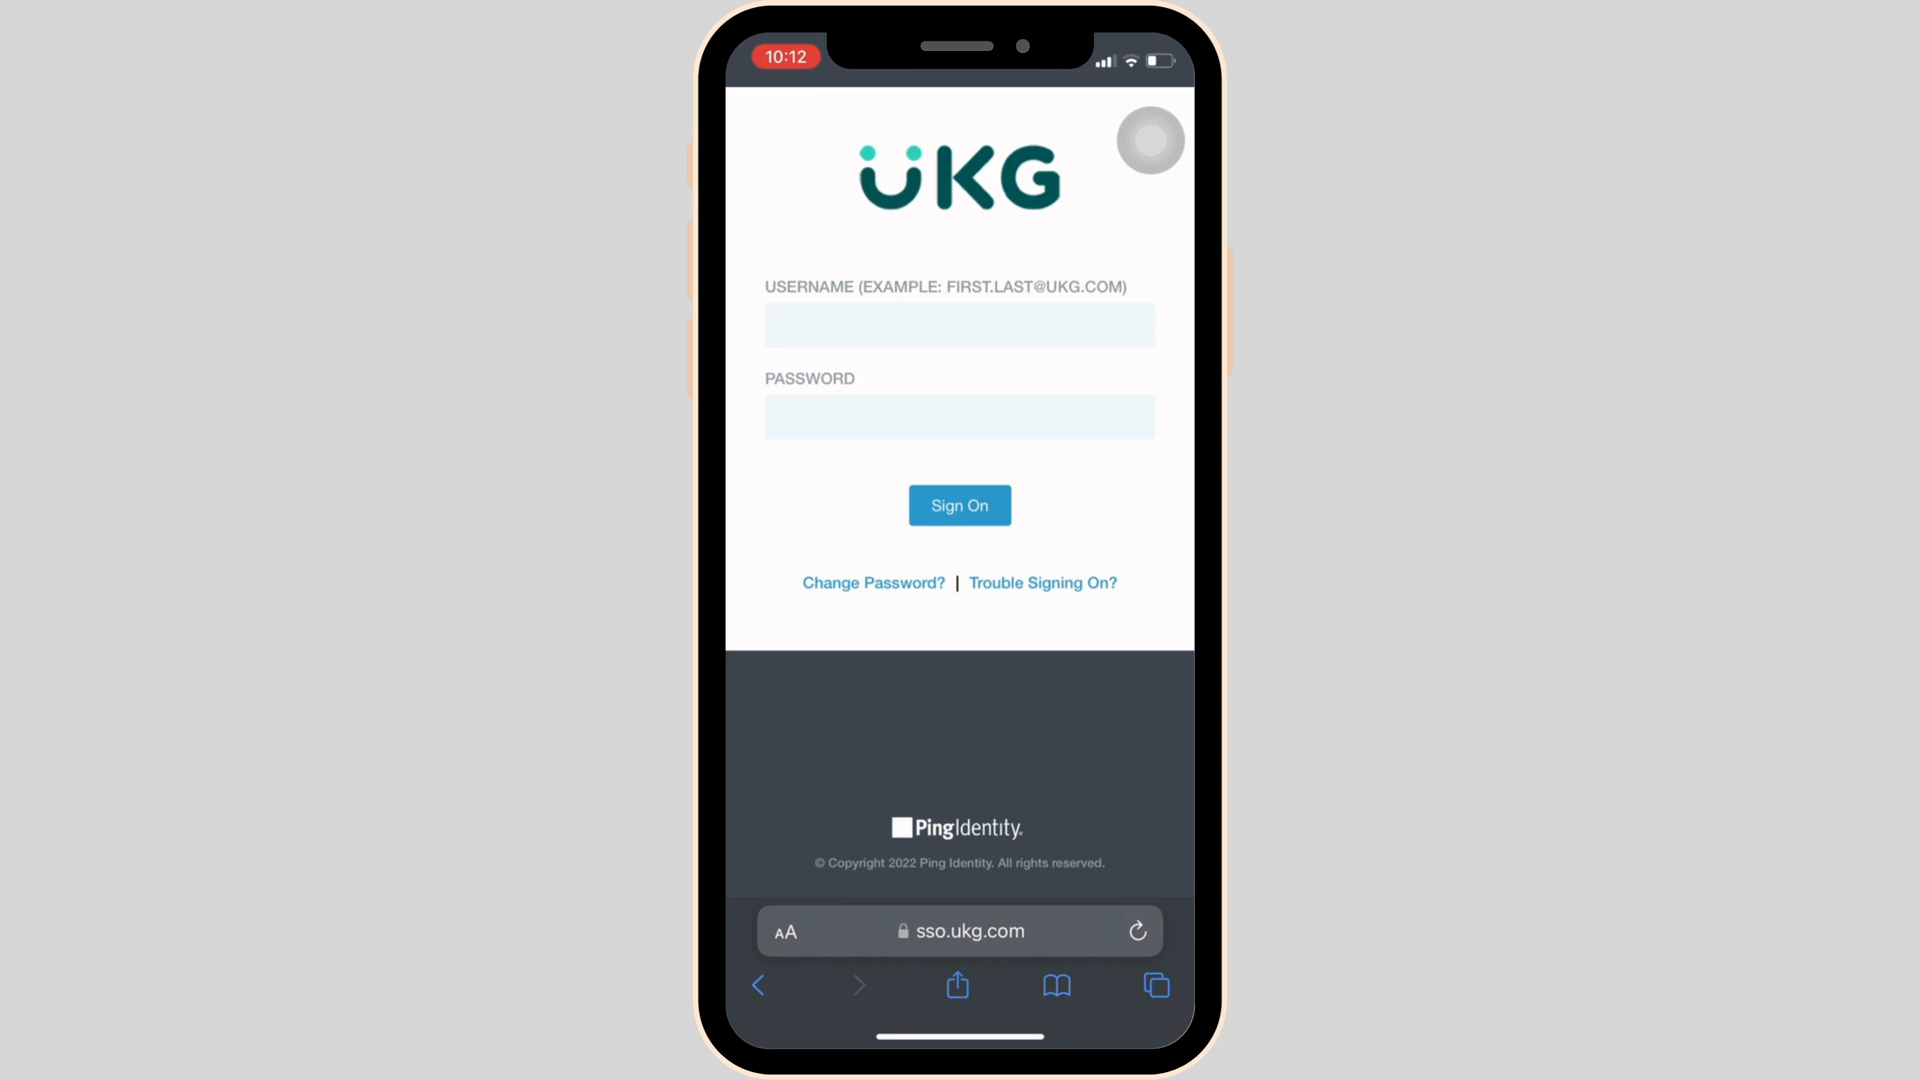 10:12
UKG
USERNAME (EXAMPLE: FIRST.LAST@UKG.COM)
PASSWORD
Sign On
Change Password? | Trouble Signing On?
PingIdentity.
© Copyright 2022 Ping Identity. All rights reserved.
AA sso.ukg.com